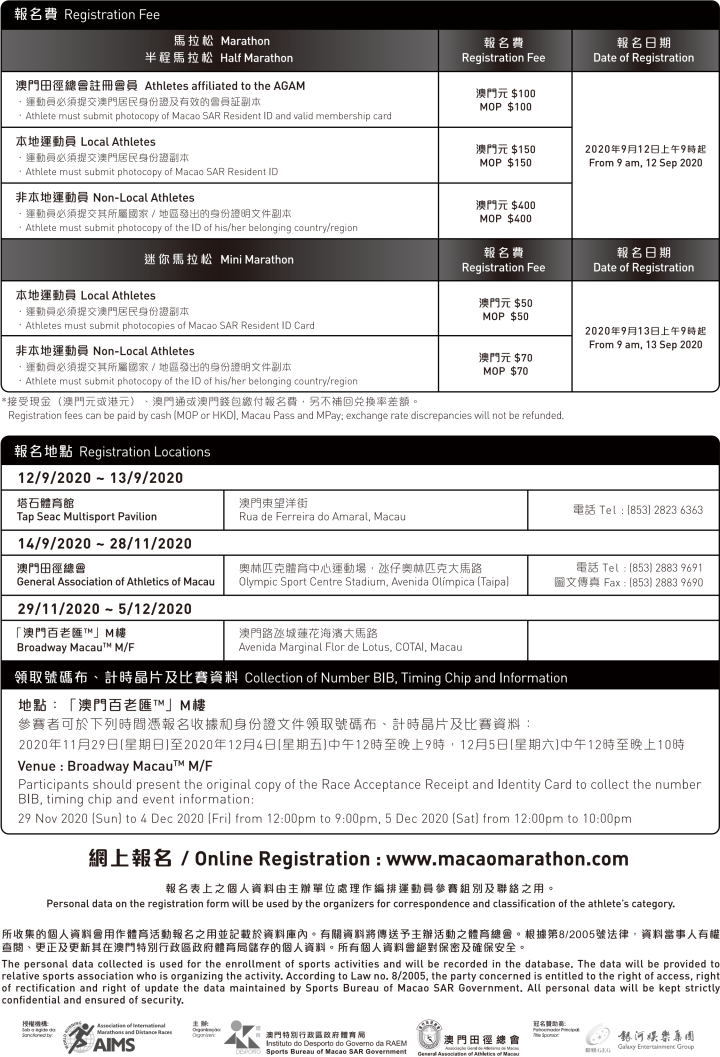 報名費 Registration Fee
馬拉松 Marathon
半程馬拉松 Half Marathon
報名費
Registration Fee
報名日期
Date of Registration
澳門田徑總會註冊會員 Athletes affiliated to the AGAM
· 運動員必須提交澳門居民身份證及有效的會員証副本
· Athlete must submit photocopy of Macao SAR Resident ID and valid membership card
澳門元 $100
MOP $100
本地運動員 Local Athletes
· 運動員必須提交澳門居民身份證副本
· Athlete must submit photocopy of Macao SAR Resident ID
澳門元 $150
MOP $150
2020年9月12日上午9時起
From 9 am, 12 Sep 2020
非本地運動員 Non-Local Athletes
· 運動員必須提交其所屬國家 / 地區發出的身份證明文件副本
· Athlete must submit photocopy of the ID of his/her belonging country/region
澳門元 $400
MOP $400
迷你馬拉松 Mini Marathon
報名費
Registration Fee
報名日期
Date of Registration
本地運動員 Local Athletes
· 運動員必須提交澳門居民身份證副本
· Athletes must submit photocopies of Macao SAR Resident ID Card
澳門元 $50
MOP $50
2020年9月13日上午9時起
From 9 am, 13 Sep 2020
非本地運動員 Non-Local Athletes
· 運動員必須提交其所屬國家 / 地區發出的身份證明文件副本
· Athlete must submit photocopy of the ID of his/her belonging country/region
澳門元 $70
MOP $70
*接受現金（澳門元或港元）、澳門通或澳門錢包繳付報名費，另不補回兌換率差額。
Registration fees can be paid by cash (MOP or HKD), Macau Pass and MPay; exchange rate discrepancies will not be refunded.
報名地點 Registration Locations
12/9/2020 ~ 13/9/2020
塔石體育館
Tap Seac Multisport Pavilion
澳門東望洋街
Rua de Ferreira do Amaral, Macau
電話 Tel : (853) 2823 6363
14/9/2020 ~ 28/11/2020
澳門田徑總會
General Association of Athletics of Macau
奧林匹克體育中心運動場，氹仔奧林匹克大馬路
Olympic Sport Centre Stadium, Avenida Olímpica (Taipa)
電話 Tel : (853) 2883 9691
圖文傳真 Fax : (853) 2883 9690
29/11/2020 ~ 5/12/2020
「澳門百老匯™」M樓
Broadway Macau™ M/F
澳門路氹城蓮花海濱大馬路
Avenida Marginal Flor de Lotus, COTAI, Macau
領取號碼布、計時晶片及比賽資料 Collection of Number BIB, Timing Chip and Information
地點：「澳門百老匯™」M樓
參賽者可於下列時間憑報名收據和身份證文件領取號碼布、計時晶片及比賽資料：
2020年11月29日(星期日)至2020年12月4日(星期五)中午12時至晚上9時，12月5日(星期六)中午12時至晚上10時
Venue : Broadway Macau™ M/F
Participants should present the original copy of the Race Acceptance Receipt and Identity Card to collect the number
BIB, timing chip and event information:
29 Nov 2020 (Sun) to 4 Dec 2020 (Fri) from 12:00pm to 9:00pm, 5 Dec 2020 (Sat) from 12:00pm to 10:00pm
網上報名 / Online Registration : www.macaomarathon.com
報名表上之個人資料由主辦單位處理作編排運動員參賽組別及聯絡之用。
Personal data on the registration form will be used by the organizers for correspondence and classification of the athlete's category.
所收集的個人資料會用作體育活動報名之用並記載於資料庫內。有關資料將傳送予主辦活動之體育總會。根據第8/2005號法律，資料當事人有權
查閱、更正及更新其在澳門特別行政區政府體育局儲存的個人資料。所有個人資料會絕對保密及確保安全。
The personal data collected is used for the enrollment of sports activities and will be recorded in the database. The data will be provided to
relative sports association who is organizing the activity. According to Law no. 8/2005, the party concerned is entitled to the right of access, right
of rectification and right of update the data maintained by Sports Bureau of Macao SAR Government. All personal data will be kept strictly
confidential and ensured of security.
授權機構:
Sob a égide da:
Sanctioned by:
Association of International
Marathons and Distance Races
AIMS
主 辦:
Organização:
Organizers:
DESPORTO
體育
澳門特別行政區政府體育局
Instituto do Desporto do Governo da RAEM
Sports Bureau of Macao SAR Government
澳門田徑總會
Associação Geral de Atletismo de Macau
General Association of Athletics of Macau
冠名贊助商:
Patrocinador Principal:
Title Sponsor:
銀娛GEG
銀河娛樂集團
Galaxy Entertainment Group